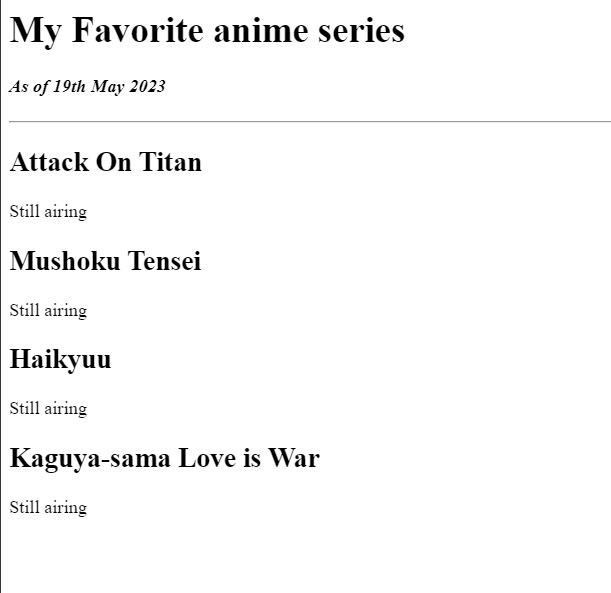 My Favorite anime series
As of 19th May 2023
Attack On Titan
Still airing
Mushoku Tensei
Still airing
Haikyuu
Still airing
Kaguya-sama Love is War
Still airing